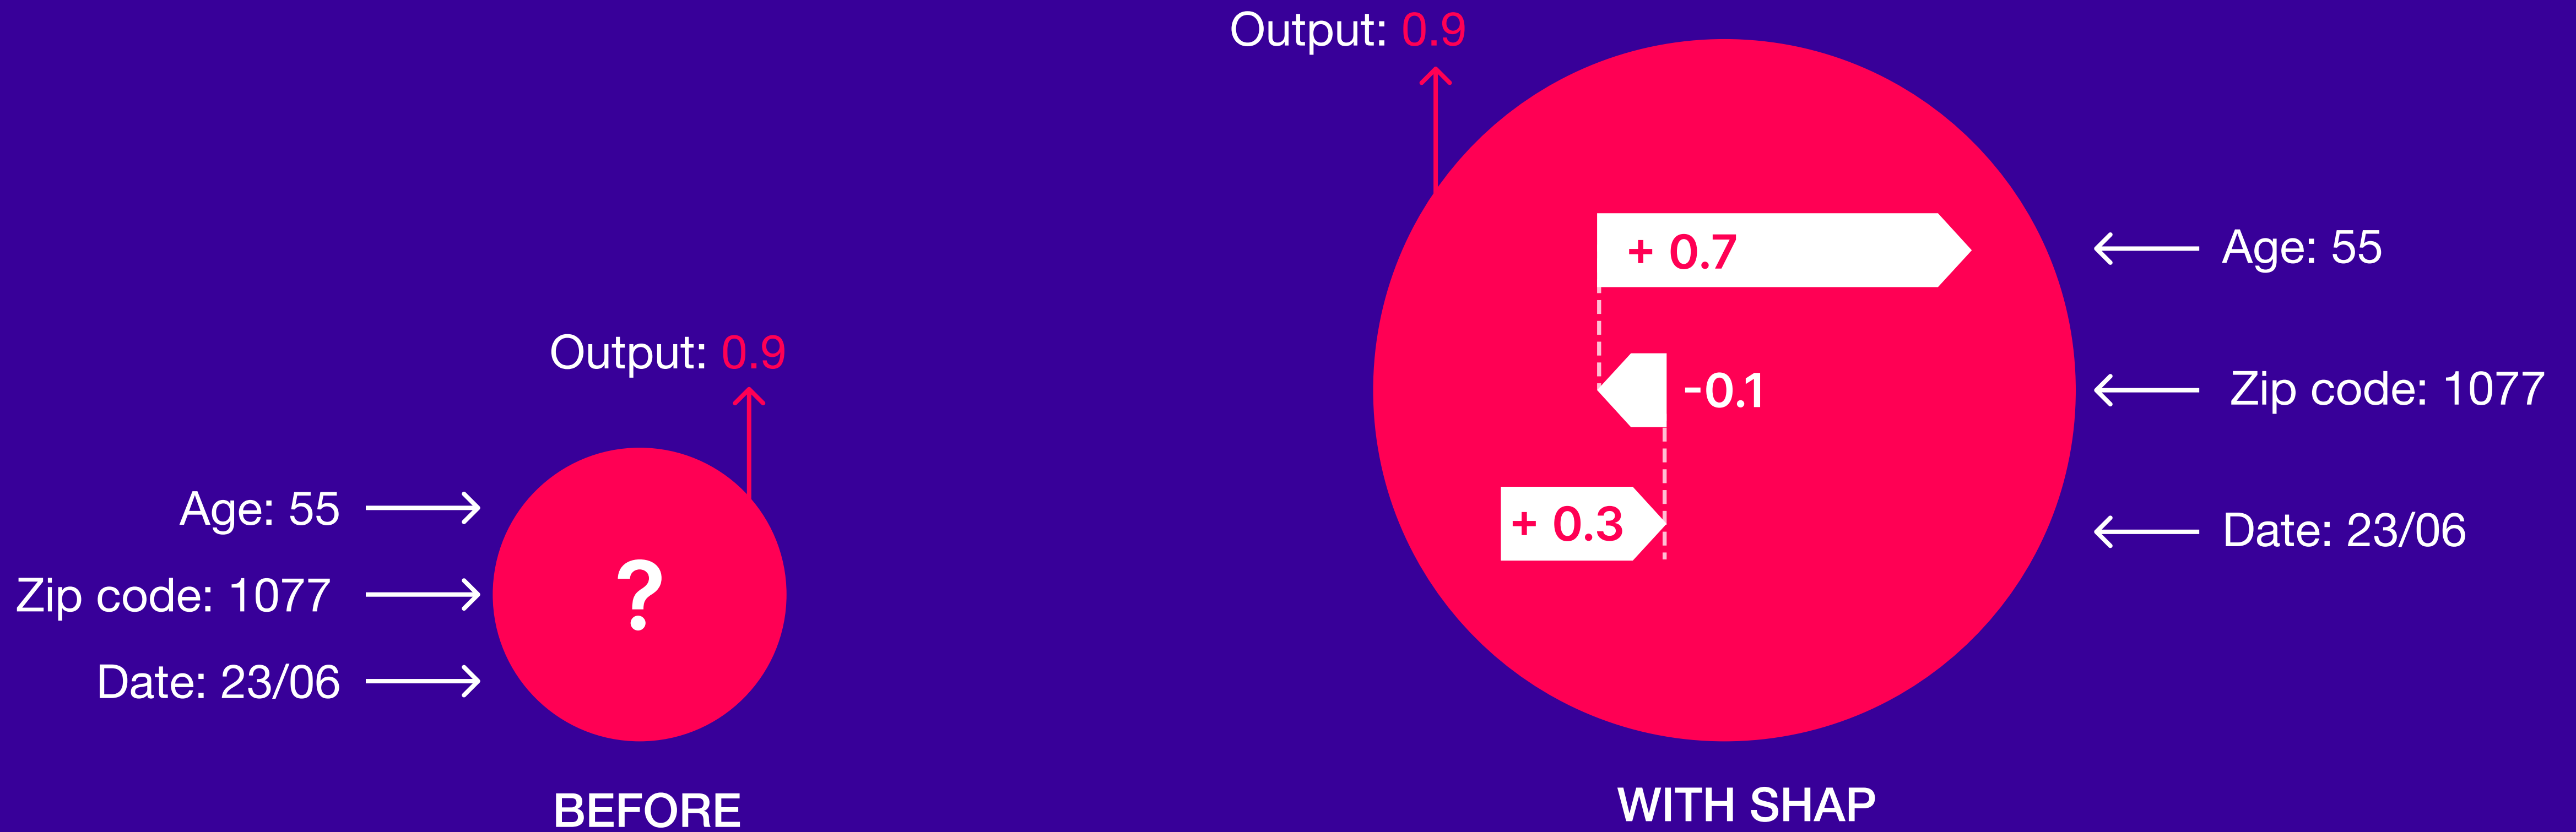 Output: 0.9
Age: 55
Zip code: 1077
Date: 23/06
?
BEFORE
Output: 0.9
+ 0.7
-0.1
+ 0.3
Age: 55
Zip code: 1077
Date: 23/06
WITH SHAP